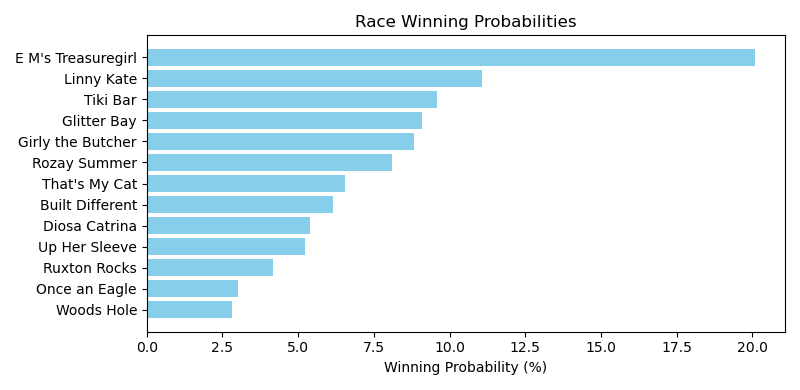 Race Winning Probabilities
E M's Treasuregirl
Linny Kate
Tiki Bar
Glitter Bay
Girly the Butcher
Rozay Summer
That's My Cat
Built Different
Diosa Catrina
Up Her Sleeve
Ruxton Rocks
Once an Eagle
Woods Hole
0.0 2.5 5.0 7.5 10.0 12.5 15.0 17.5 20.0
Winning Probability (%)